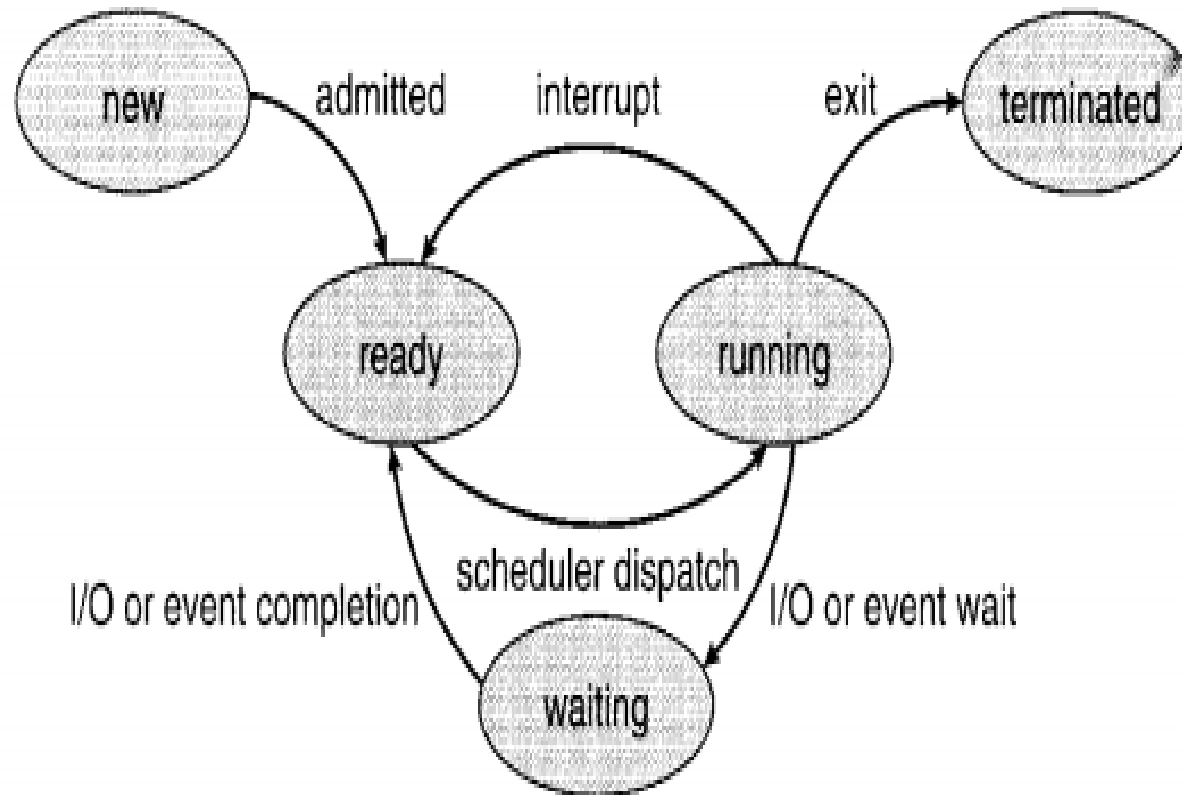 new
admitted
interrupt
exit
terminated
ready
running
scheduler dispatch
I/O or event completion
I/O or event wait
waiting